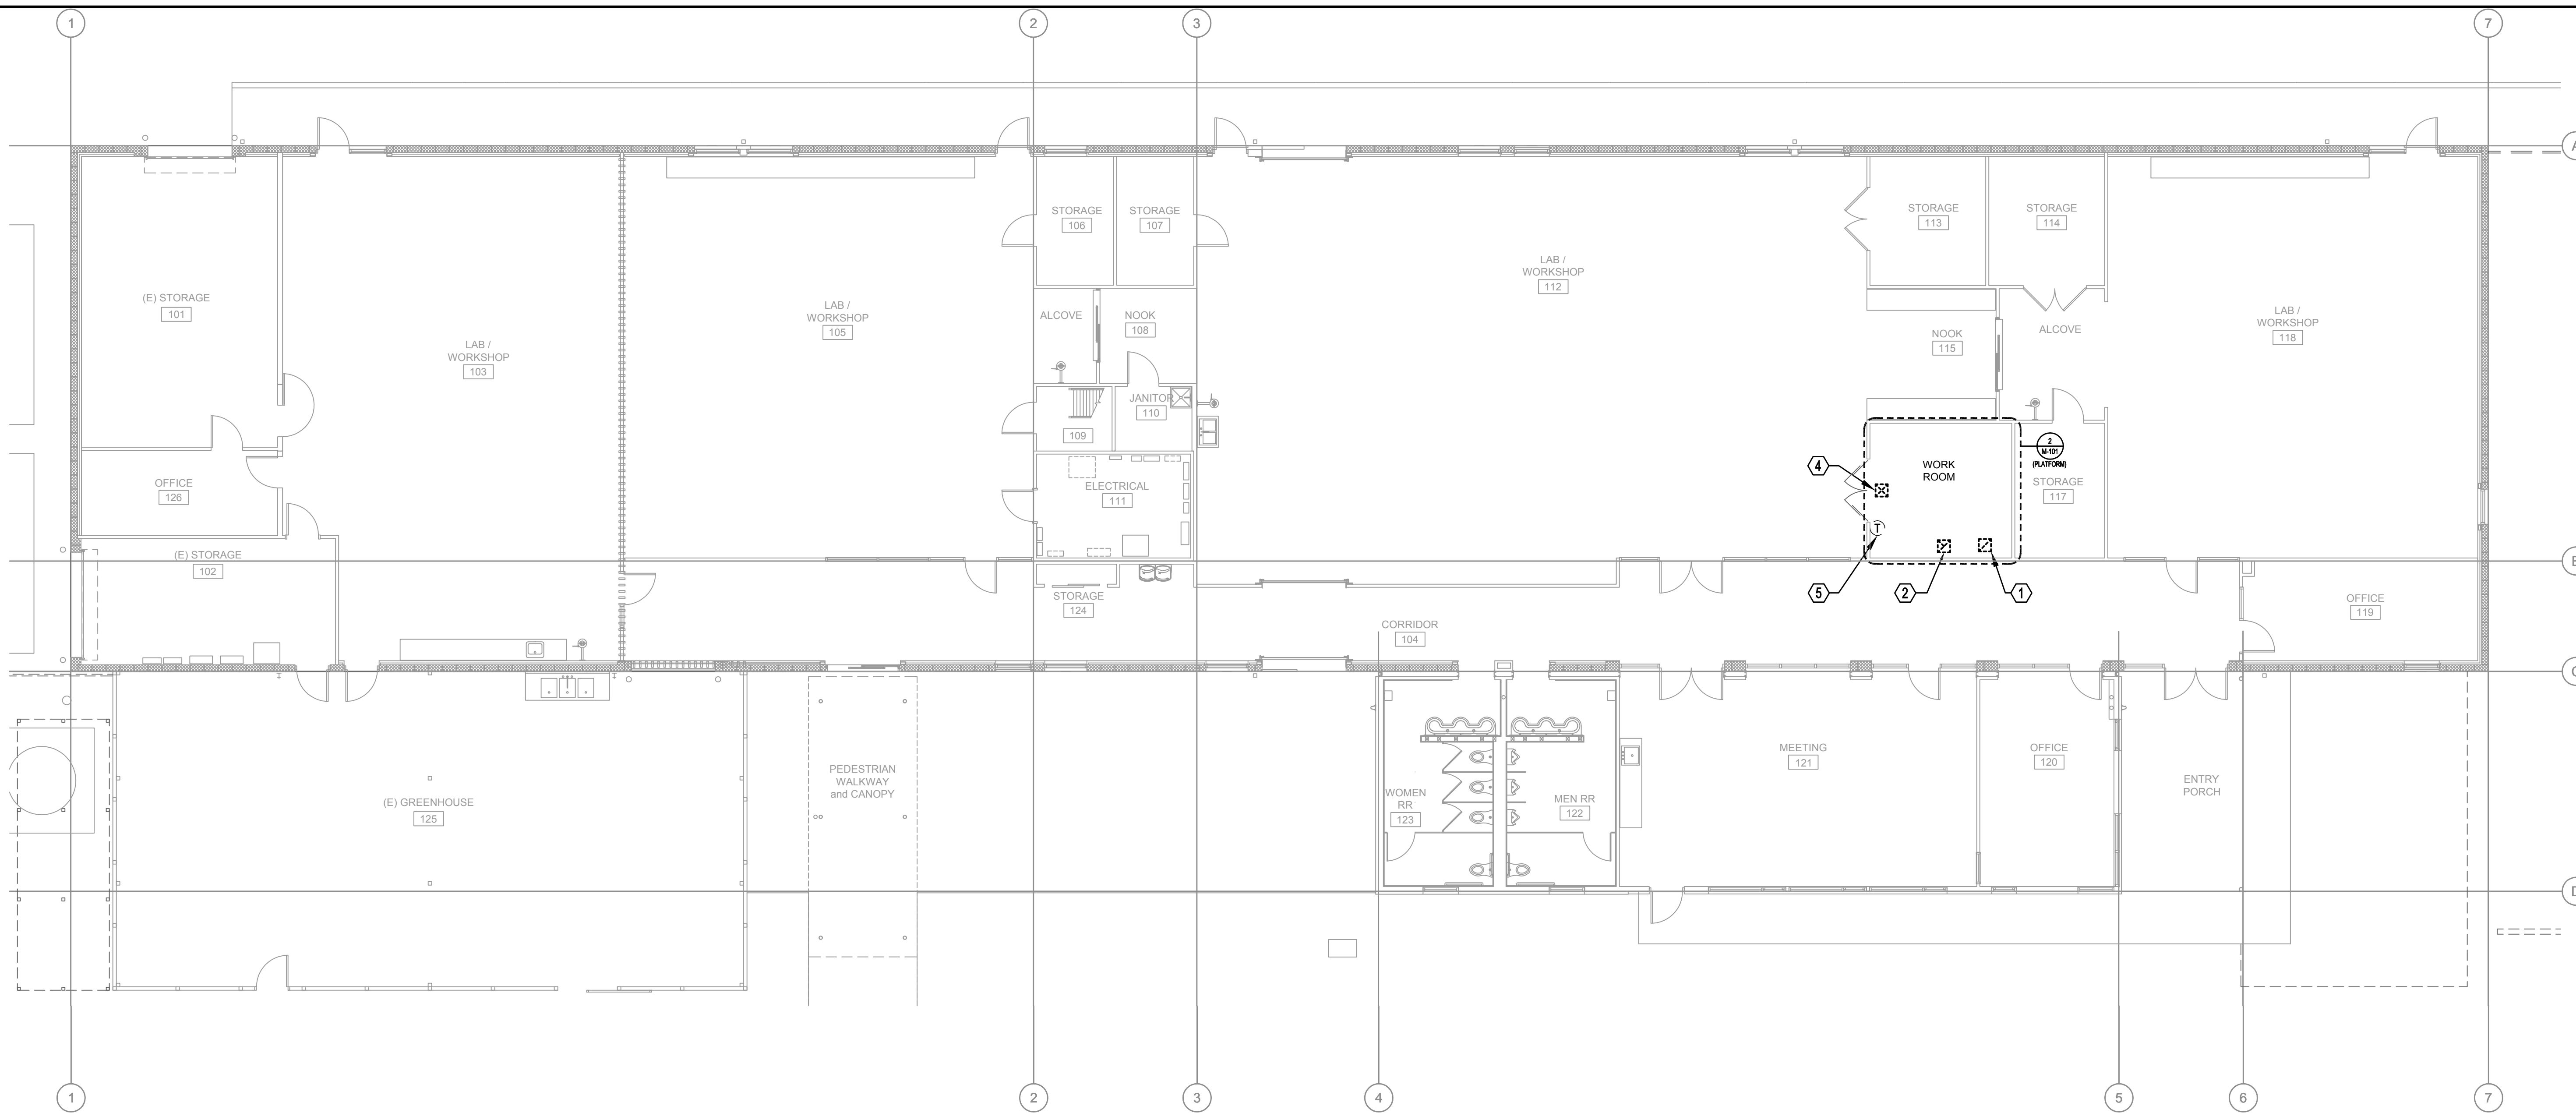 1
2
3
7
A
STORAGE
106
STORAGE
107
STORAGE
113
STORAGE
114
(E) STORAGE
101
LAB /
WORKSHOP
103
LAB /
WORKSHOP
105
ALCOVE
NOOK
108
LAB /
WORKSHOP
112
NOOK
115
ALCOVE
LAB /
WORKSHOP
118
JANITOR
110
109
OFFICE
126
ELECTRICAL
111
4
WORK
ROOM
2
M-101
(PLATFORM)
STORAGE
117
T
5
2
1
(E) STORAGE
102
STORAGE
124
CORRIDOR
104
OFFICE
119
WOMEN
RR
123
MEN RR
122
MEETING
121
OFFICE
120
ENTRY
PORCH
(E) GREENHOUSE
125
PEDESTRIAN
WALKWAY
and CANOPY
1
2
3
4
5
6
7